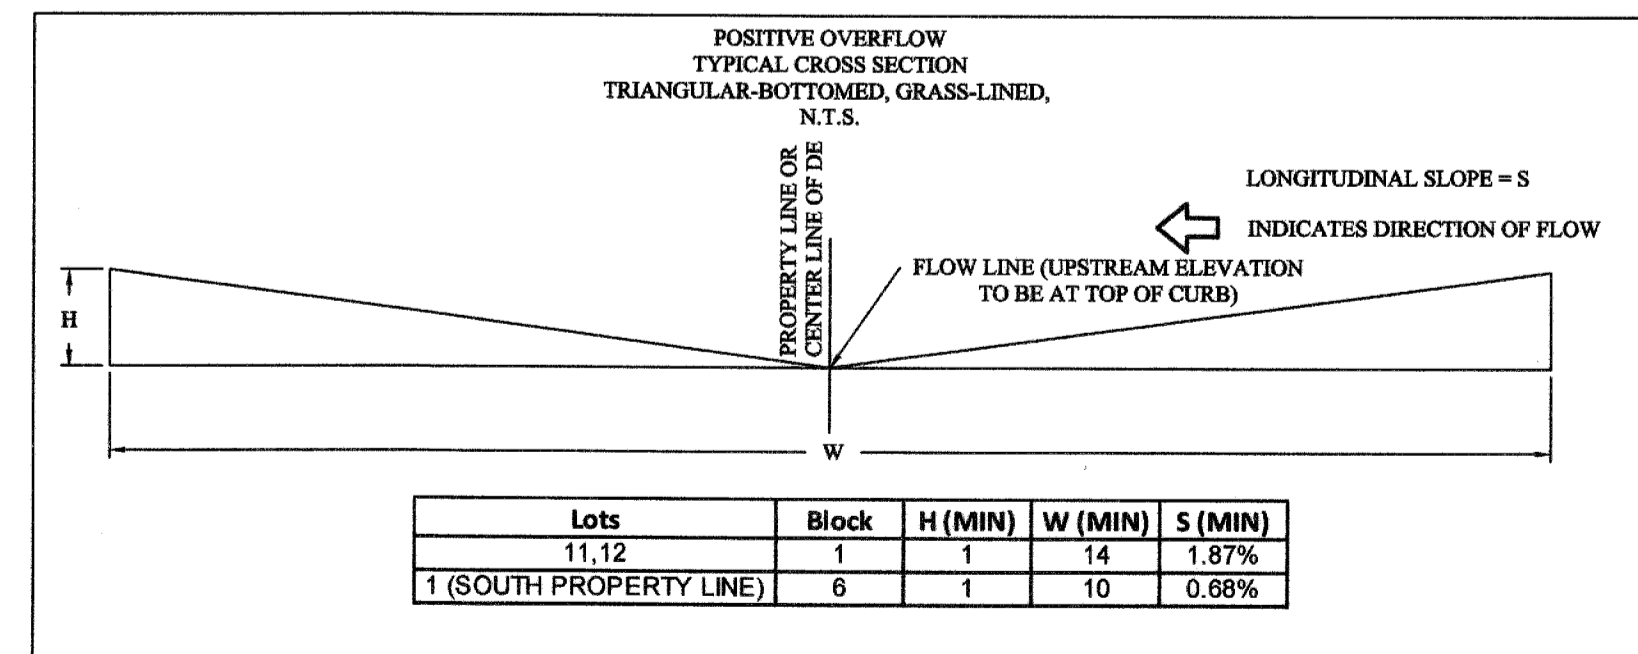 POSITIVE OVERFLOW
TYPICAL CROSS SECTION
TRIANGULAR-BOTTOMED, GRASS-LINED,
N.T.S.
PROPERTY LINE OR
CENTER LINE OF DE
LONGITUDINAL SLOPE = S
INDICATES DIRECTION OF FLOW
FLOW LINE (UPSTREAM ELEVATION
TO BE AT TOP OF CURB)
H
W
Lots Block H (MIN) W (MIN) S (MIN)
11,12 1 1 14 1.87%
1 (SOUTH PROPERTY LINE) 6 1 10 0.68%